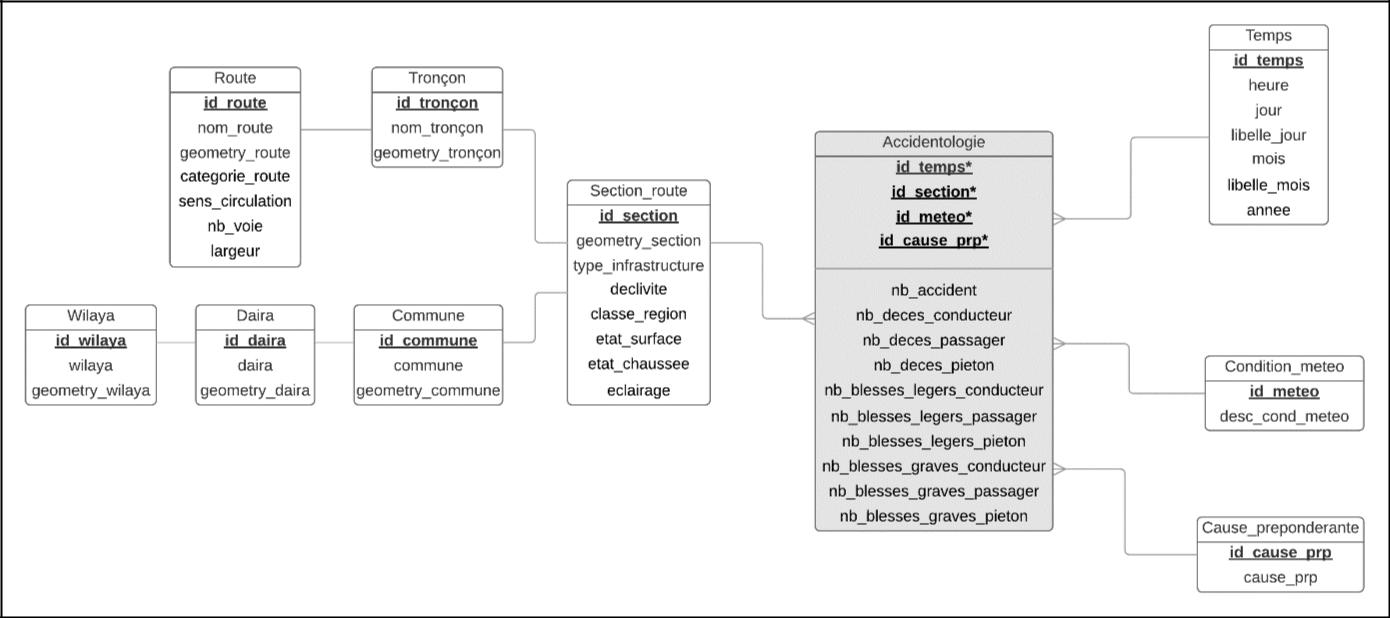 Route
id_route
nom_route
geometry_route
categorie_route
sens_circulation
nb_voie
largeur
Tronçon
id_tronçon
nom_tronçon
geometry_tronçon
Wilaya
id_wilaya
wilaya
geometry_wilaya
Daira
id_daira
daira
geometry_daira
Commune
id_commune
commune
geometry_commune
Section_route
id_section
geometry_section
type_infrastructure
declivite
classe_region
etat_surface
etat_chaussee
eclairage
Accidentologie
id_temps*
id_section*
id_meteo*
id_cause_prp*
nb_accident
nb_deces_conducteur
nb_deces_passager
nb_deces_pieton
nb_blesses_legers_conducteur
nb_blesses_legers_passager
nb_blesses_legers_pieton
nb_blesses_graves_conducteur
nb_blesses_graves_passager
nb_blesses_graves_pieton
Temps
id_temps
heure
jour
libelle_jour
mois
libelle_mois
annee
Condition_meteo
id_meteo
desc_cond_meteo
Cause_preponderante
id_cause_prp
cause_prp